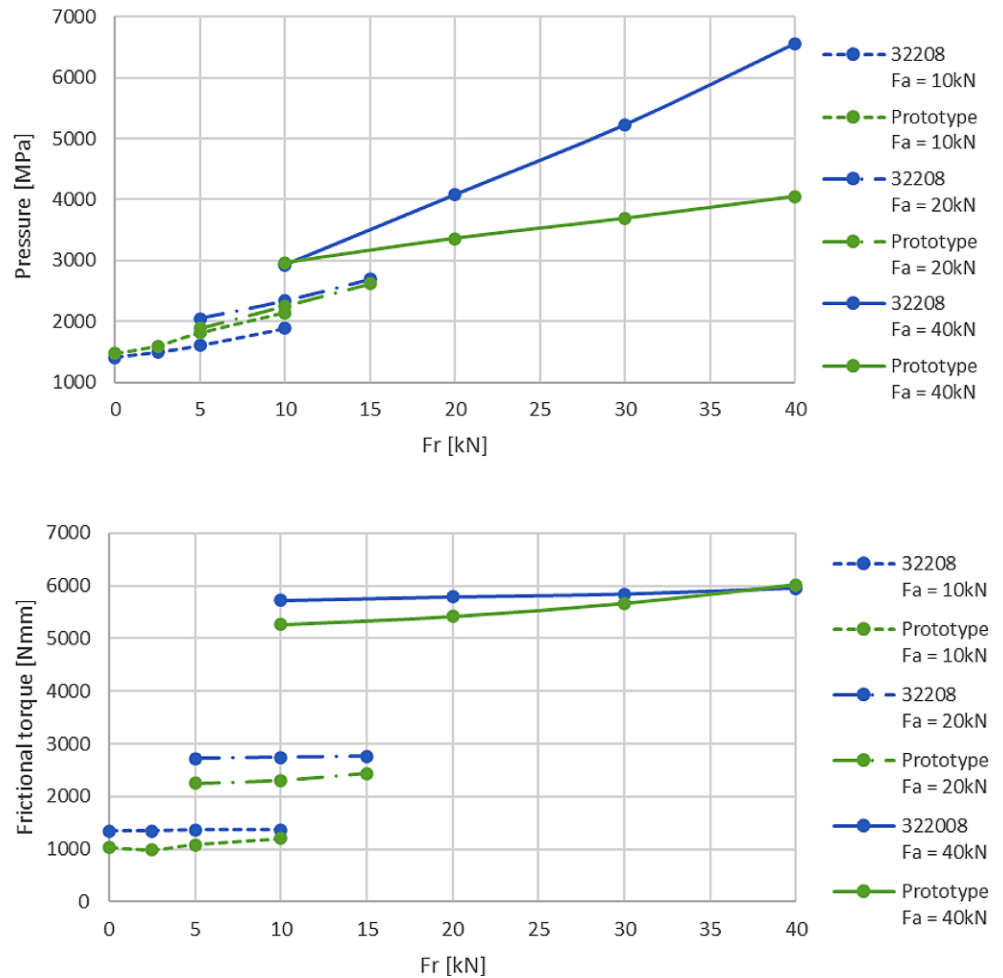 7000
6000
5000
4000
3000
2000
1000
Pressure [MPa]
0 5 10 15 20 25 30 35 40
Fr [kN]
32208
Fa = 10kN
Prototype
Fa = 10kN
32208
Fa = 20kN
Prototype
Fa = 20kN
32208
Fa = 40kN
Prototype
Fa = 40kN
7000
6000
5000
4000
3000
2000
1000
0
Frictional torque [Nmm]
0 5 10 15 20 25 30 35 40
Fr [kN]
32208
Fa = 10kN
Prototype
Fa = 10kN
32208
Fa = 20kN
Prototype
Fa = 20kN
322008
Fa = 40kN
Prototype
Fa = 40kN